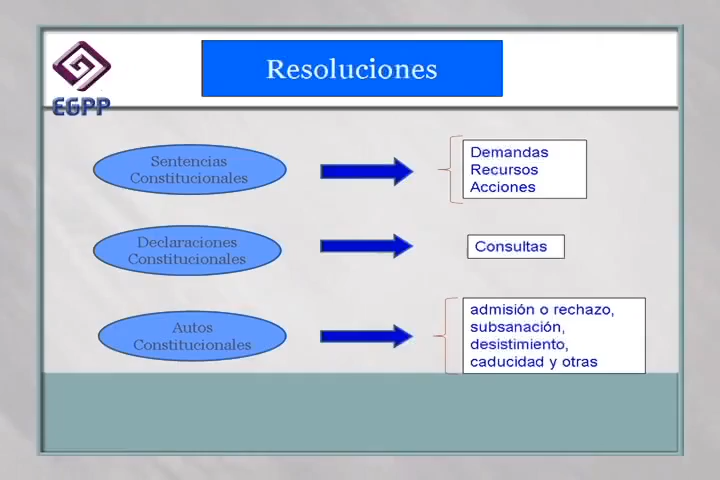 Resoluciones
EGPP
Sentencias
Constitucionales
Demandas
Recursos
Acciones
Declaraciones
Constitucionales
Consultas
Autos
Constitucionales
admisión o rechazo,
subsanación,
desistimiento,
caducidad y otras